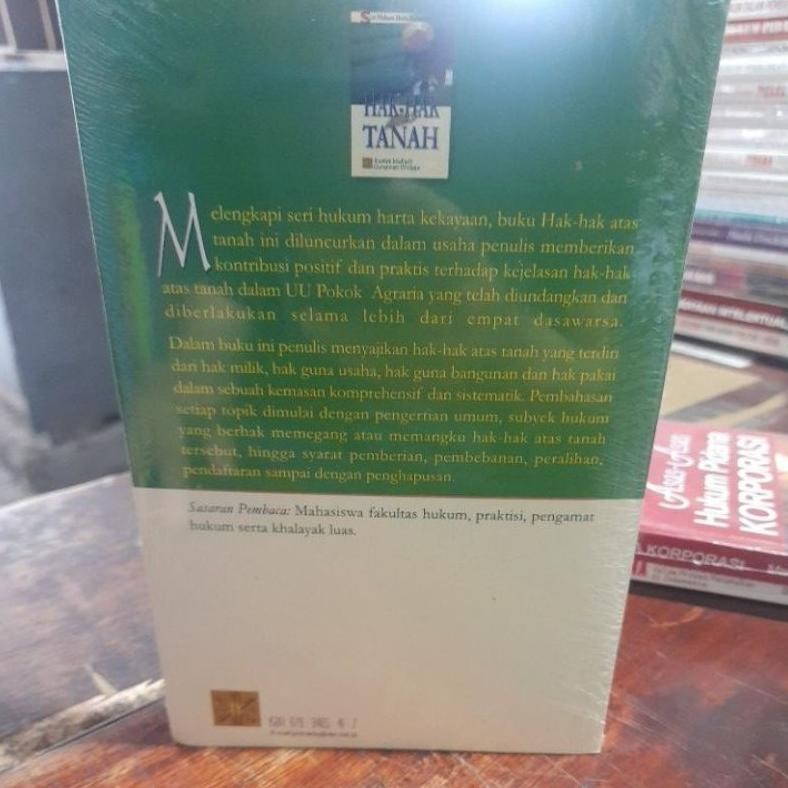 HAK-HAK
TANAH
Melengkapi seri hukum harta kekayaan, buku Hak-hak atas
tanah ini diluncurkan dalam usaha penulis memberikan
kontribusi positif dan praktis terhadap kejelasan hak-hak
atas tanah dalam UU Pokok Agraria yang telah diundangkan dan
diberlakukan selama lebih dari empat dasawarsa.
Dalam buku ini penulis menyajikan hak-hak atas tanah yang terdiri
dari hak milik, hak guna usaha, hak guna bangunan dan hak pakai
dalam sebuah kemasan komprehensif dan sistematik. Pembahasan
setiap topik dimulai dengan pengertian umum, subyek hukum
yang berhak memegang atau memangku hak-hak atas tanah
tersebut, hingga syarat pemberian, pembebanan, peralihan,
pendaftaran sampai dengan penghapusan.
Sasaran Pembaca: Mahasiswa fakultas hukum, praktisi, pengamat
hukum serta khalayak luas.
Hukum Pidana
KORPORASI
KORPORASI
INTELEKTUAL